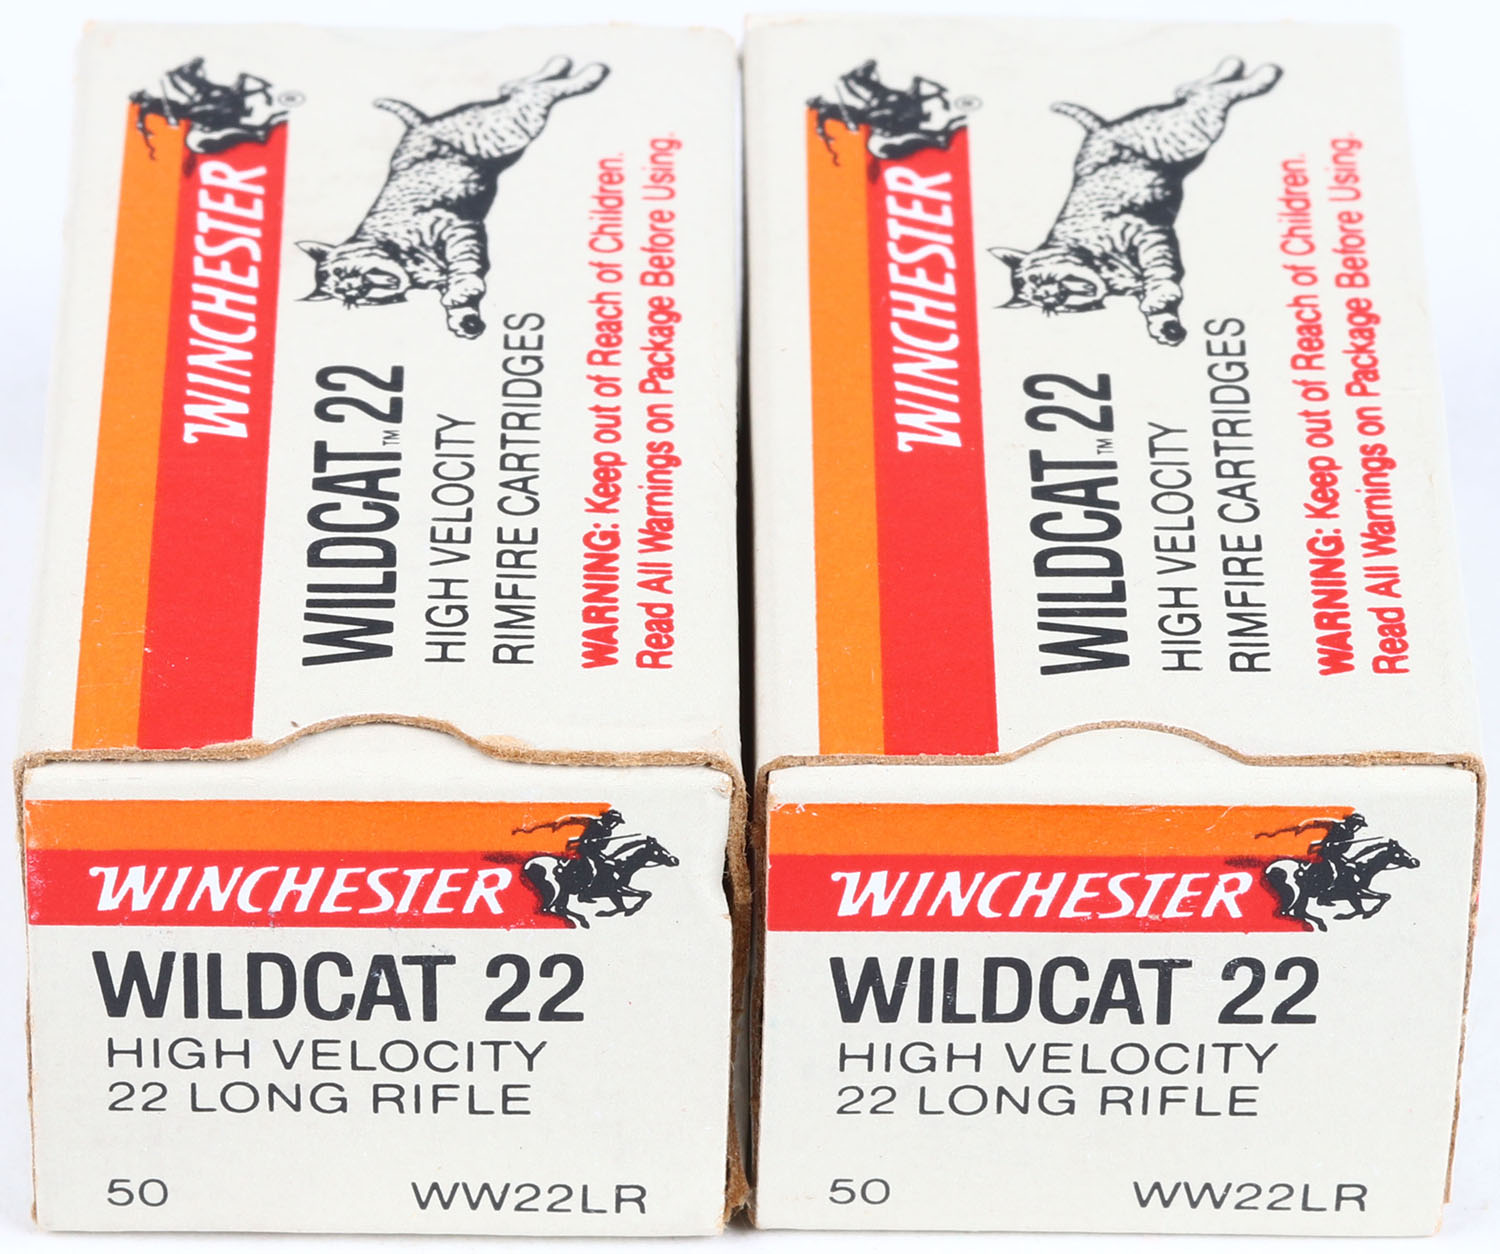 WINCHESTER
®
WILDCAT™ 22
HIGH VELOCITY
RIMFIRE CARTRIDGES
WARNING: Keep out of Reach of Children.
Read All Warnings on Package Before Using.
WINCHESTER
WILDCAT 22
HIGH VELOCITY
22 LONG RIFLE
50 WW22LR
WINCHESTER
®
WILDCAT™ 22
HIGH VELOCITY
RIMFIRE CARTRIDGES
WARNING: Keep out of Reach of Children.
Read All Warnings on Package Before Using.
WINCHESTER
WILDCAT 22
HIGH VELOCITY
22 LONG RIFLE
50 WW22LR